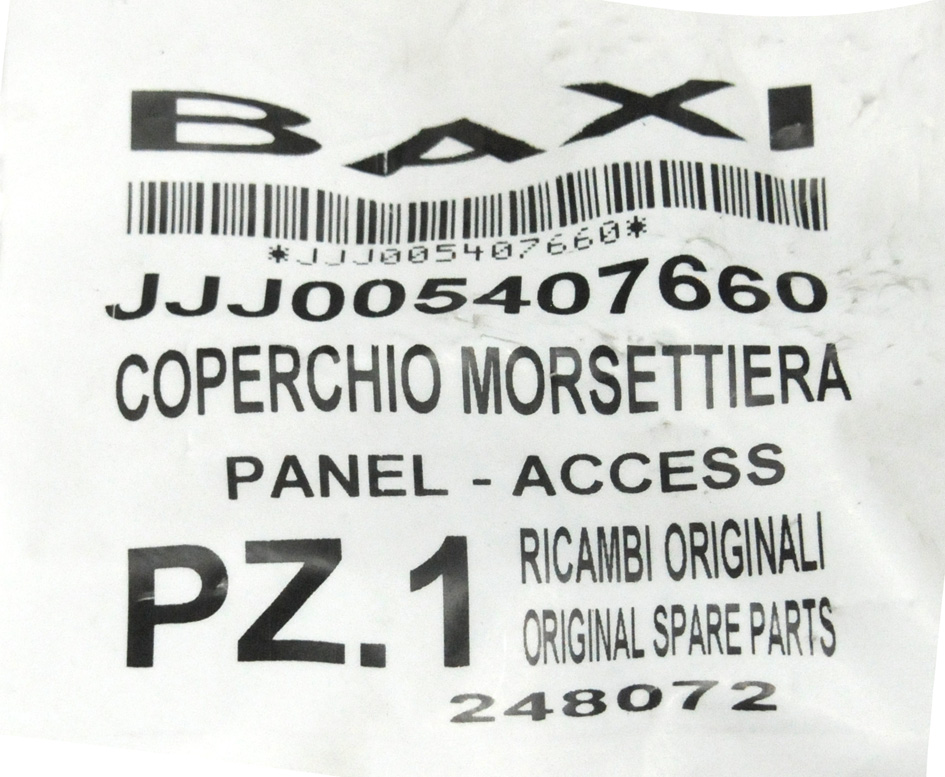 BAXI
*JJJ005407660*
JJJ005407660
COPERCHIO MORSETTIERA
PANEL - ACCESS
PZ.1
RICAMBI ORIGINALI
ORIGINAL SPARE PARTS
248072